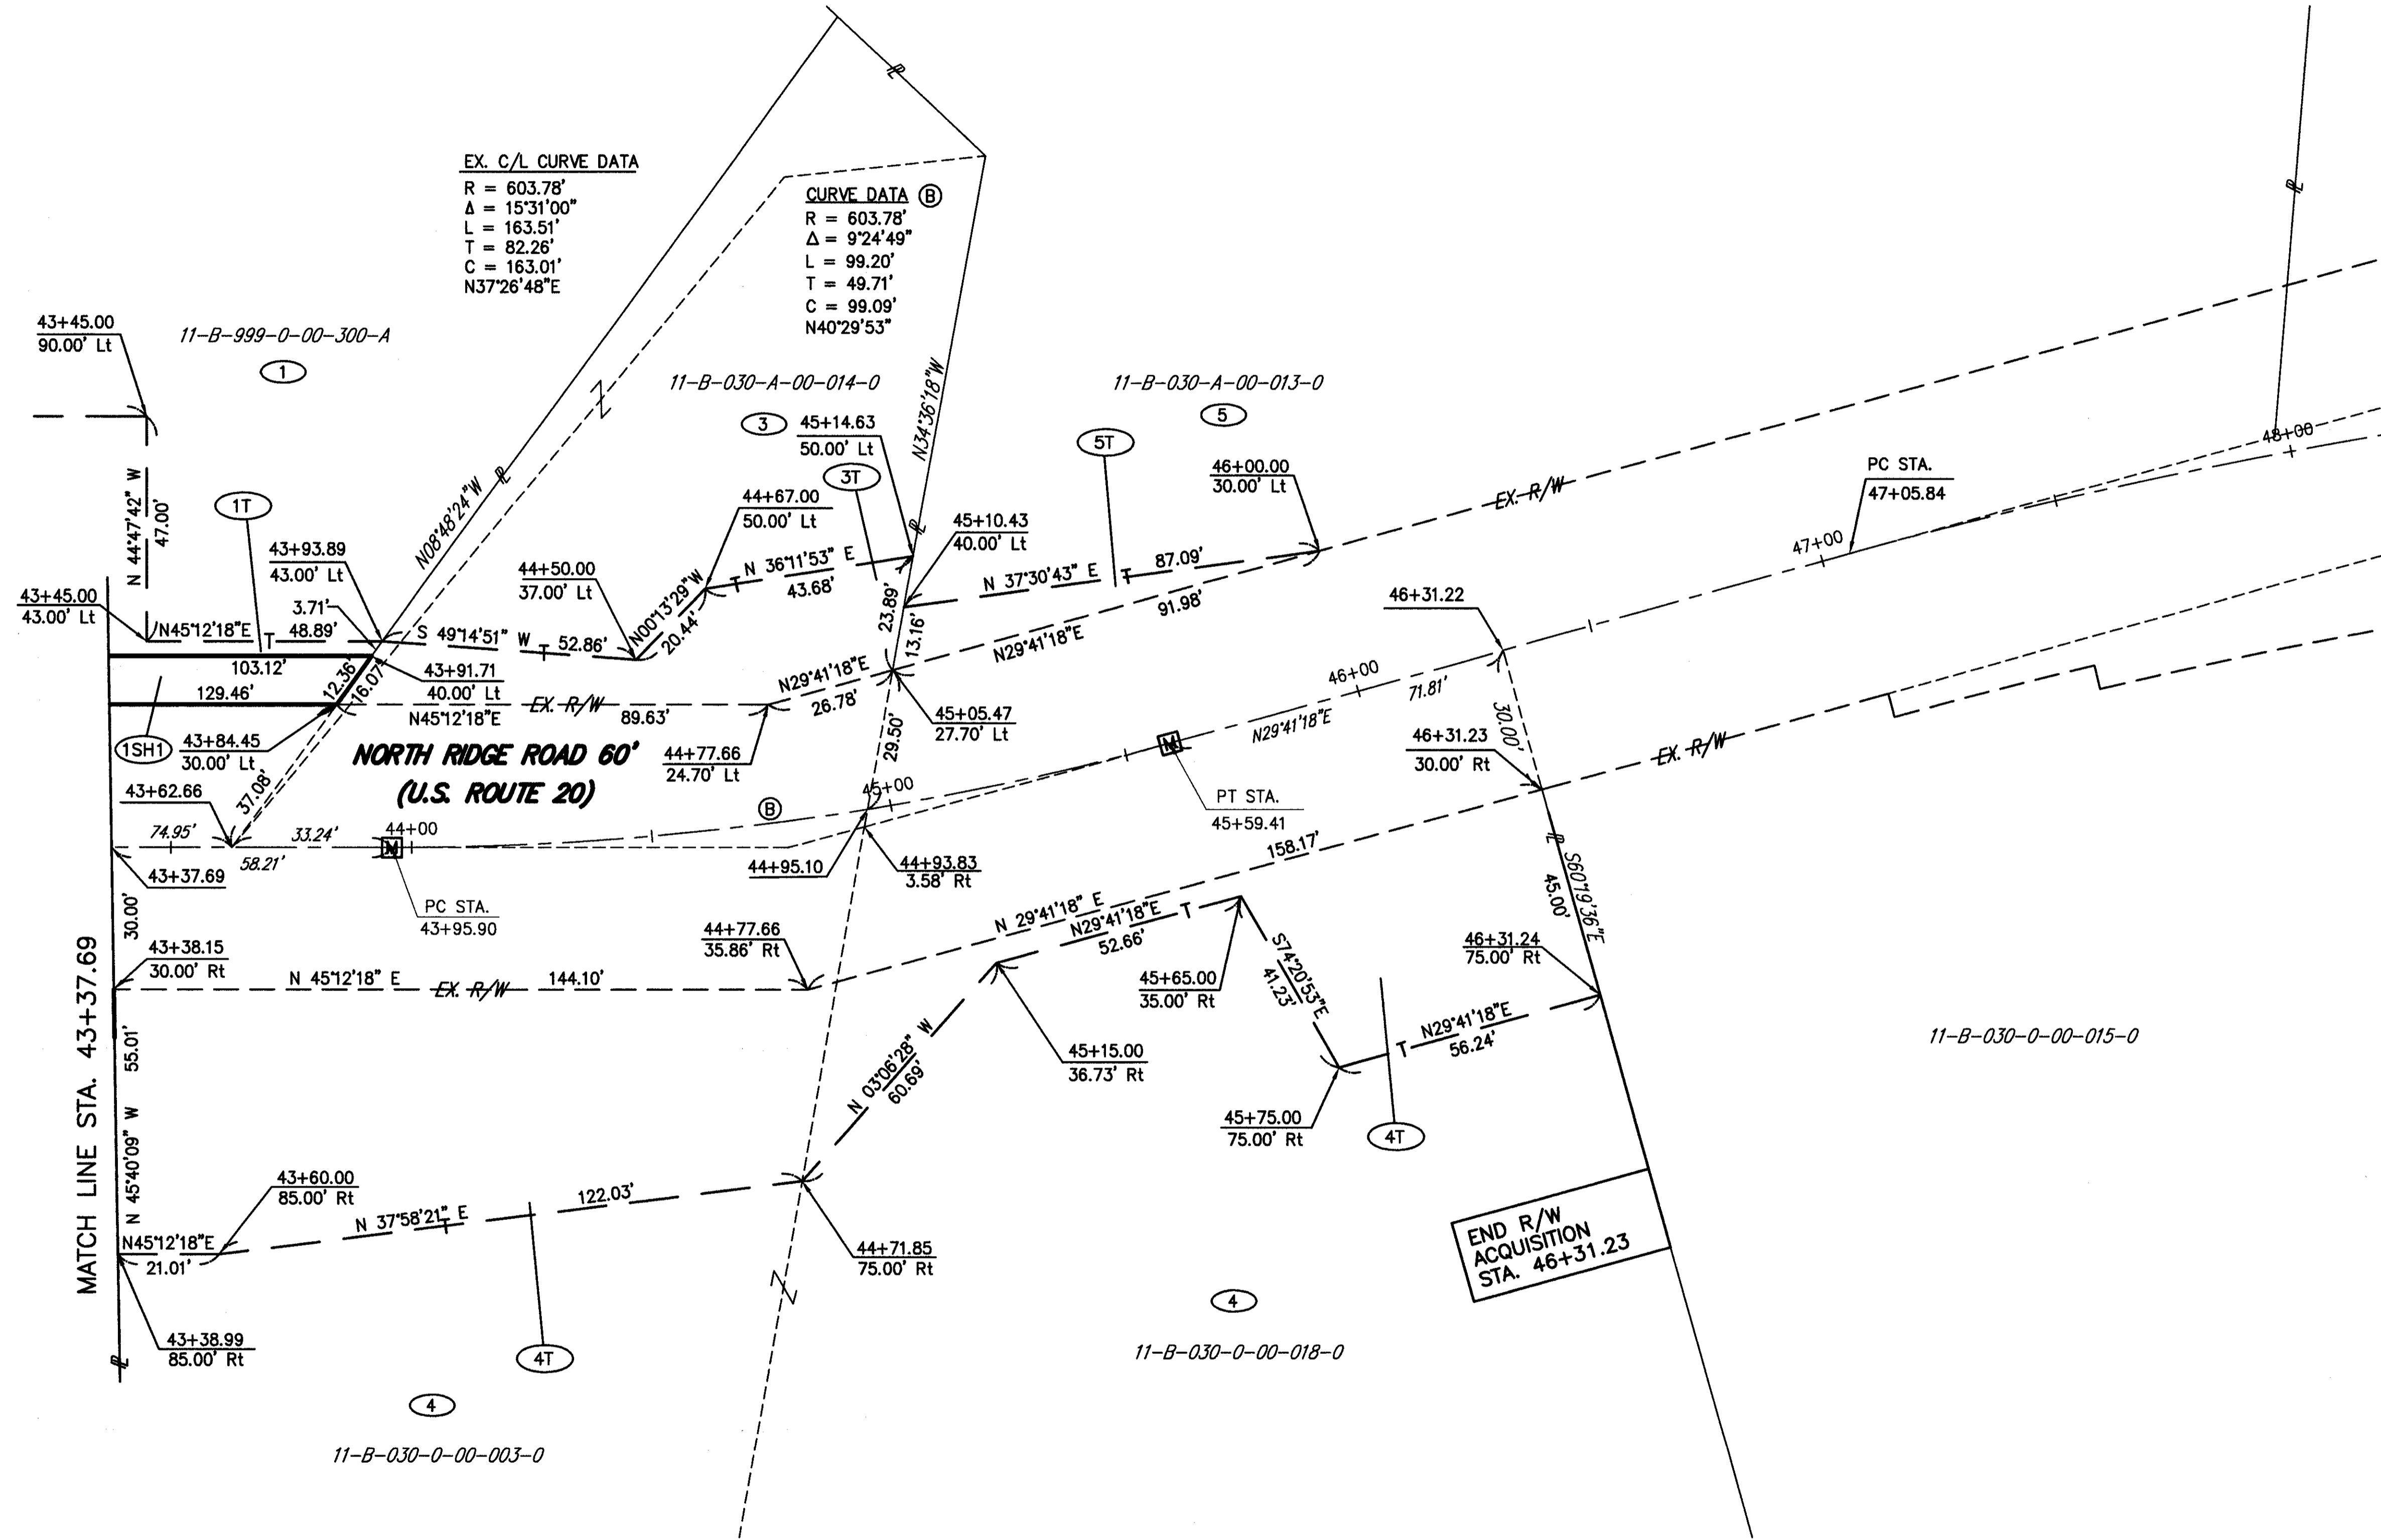 EX. C/L CURVE DATA
R = 603.78'
Δ = 15°31'00"
L = 163.51'
T = 82.26'
C = 163.01'
N37°26'48"E
CURVE DATA Ⓑ
R = 603.78'
Δ = 9°24'49"
L = 99.20'
T = 49.71'
C = 99.09'
N40°29'53"
43+45.00
90.00' Lt
11-B-999-0-00-300-A
1
11-B-030-A-00-014-0
3
11-B-030-A-00-013-0
5
N 44°47'42" W
47.00'
1T
43+93.89
43.00' Lt
3.71'
N08°48'24"W
PL
PL
PL
PL
N34°36'18"W
45+14.63
50.00' Lt
3T
5T
46+00.00
30.00' Lt
44+67.00
50.00' Lt
44+50.00
37.00' Lt
45+10.43
40.00' Lt
EX. R/W
PC STA.
47+05.84
48+00
47+00
43+45.00
43.00' Lt
N45°12'18"E
T
48.89'
S 49°14'51" W
T
52.86'
N00°13'29"W
20.44'
T
N 36°11'53" E
43.68'
23.89'
13.16'
N 37°30'43" E
T
87.09'
91.98'
N29°41'18"E
46+31.22
103.12'
129.46'
12.36'
16.07'
43+91.71
40.00' Lt
N45°12'18"E
EX. R/W
89.63'
N29°41'18"E
26.78'
45+05.47
27.70' Lt
29.50'
1SH1
43+84.45
30.00' Lt
NORTH RIDGE ROAD 60'
(U.S. ROUTE 20)
44+77.66
24.70' Lt
46+00
71.81'
N29°41'18"E
30.00'
46+31.23
30.00' Rt
EX. R/W
43+62.66
37.08'
74.95'
33.24'
58.21'
44+00
M
B
45+00
M
PT STA.
45+59.41
43+37.69
PC STA.
43+95.90
44+95.10
44+93.83
3.58' Rt
158.17'
PL S60°19'36"E
45.00'
30.00'
43+38.15
30.00' Rt
44+77.66
35.86' Rt
N 29°41'18" E
N29°41'18"E
T
52.66'
45+65.00
35.00' Rt
S74°20'53"E
41.23'
46+31.24
75.00' Rt
N 45°12'18" E
EX. R/W
144.10'
MATCH LINE STA. 43+37.69
N 45°40'09" W
55.01'
N 03°06'28" W
60.69'
45+15.00
36.73' Rt
T
N29°41'18"E
56.24'
11-B-030-0-00-015-0
45+75.00
75.00' Rt
4T
43+60.00
85.00' Rt
N 37°58'21" E
T
122.03'
N45°12'18"E
21.01'
44+71.85
75.00' Rt
END R/W
ACQUISITION
STA. 46+31.23
43+38.99
85.00' Rt
PL
4T
4
11-B-030-0-00-018-0
4
11-B-030-0-00-003-0